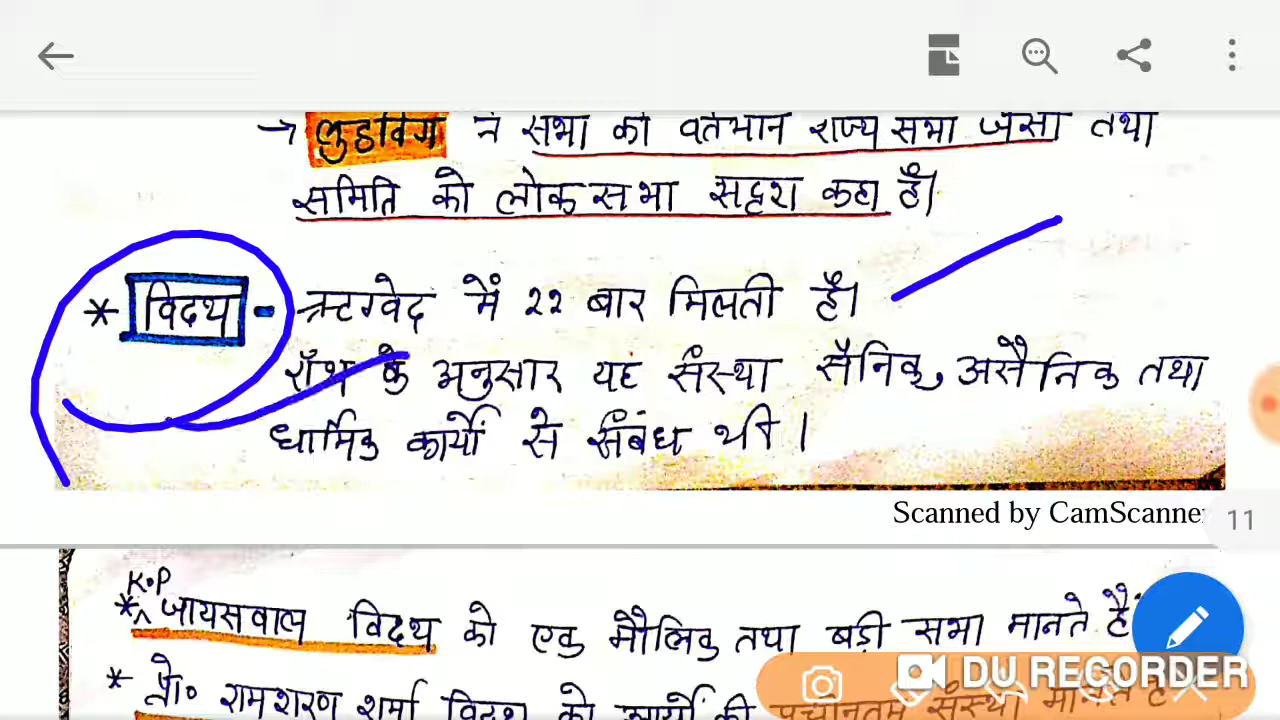 → लुडविग ने सभा को वर्तमान राज्य सभा जैसा तथा
समिति को लोकसभा सदृश कहा है।
* विदथ - ऋग्वेद में २२ बार मिलती है।
रॉथ के अनुसार यह संस्था सैनिक, असैनिक तथा
धार्मिक कार्यों से संबंध थी।
Scanned by CamScanner
11
K.P
* जायसवाल विदथ को एक मौलिक तथा बड़ी सभा मानते हैं
DU RECORDER
* प्रो० रामशरण शर्मा विदथ को आर्यों की प्राचीनतम संस्था मानते हैं